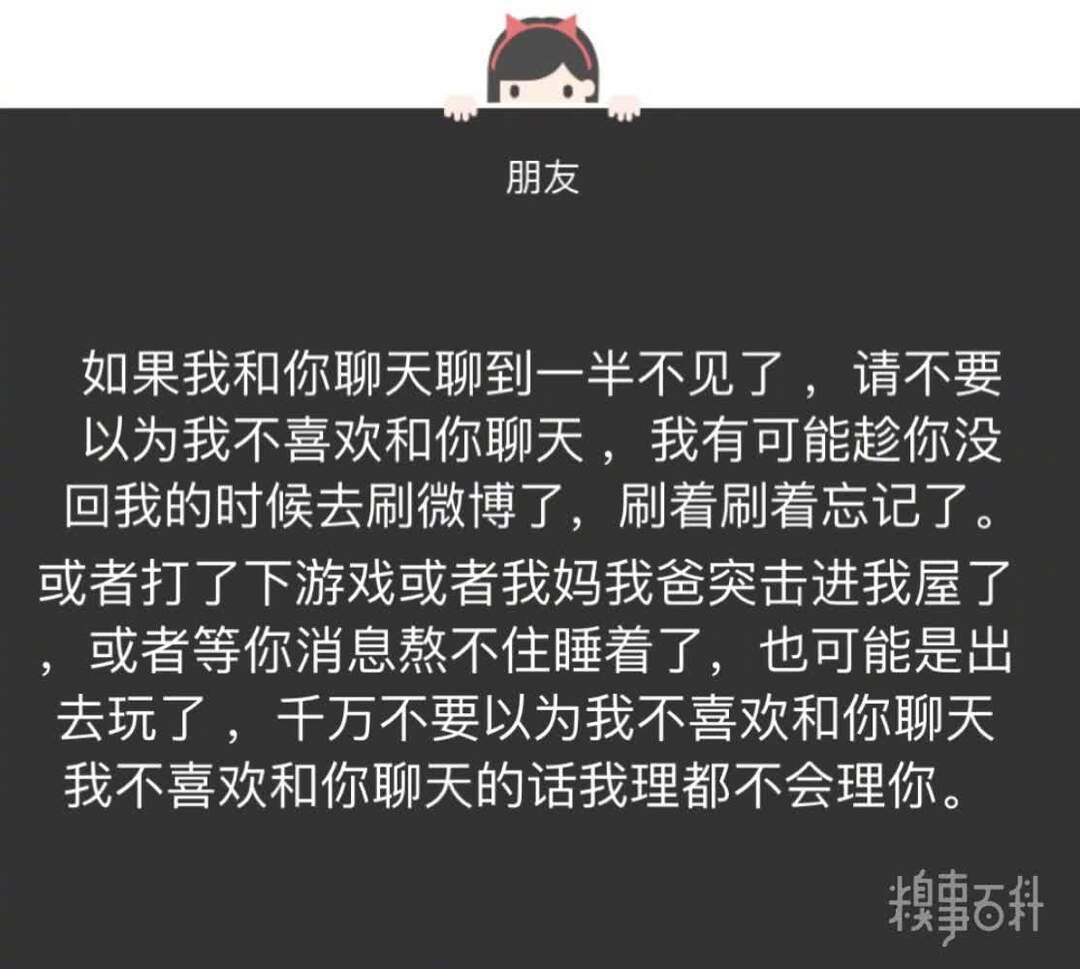 朋友
如果我和你聊天聊到一半不见了，请不要
以为我不喜欢和你聊天，我有可能趁你没
回我的时候去刷微博了，刷着刷着忘记了。
或者打了下游戏或者我妈我爸突击进我屋了
，或者等你消息熬不住睡着了，也可能是出
去玩了，千万不要以为我不喜欢和你聊天
我不喜欢和你聊天的话我理都不会理你。
糗事百科